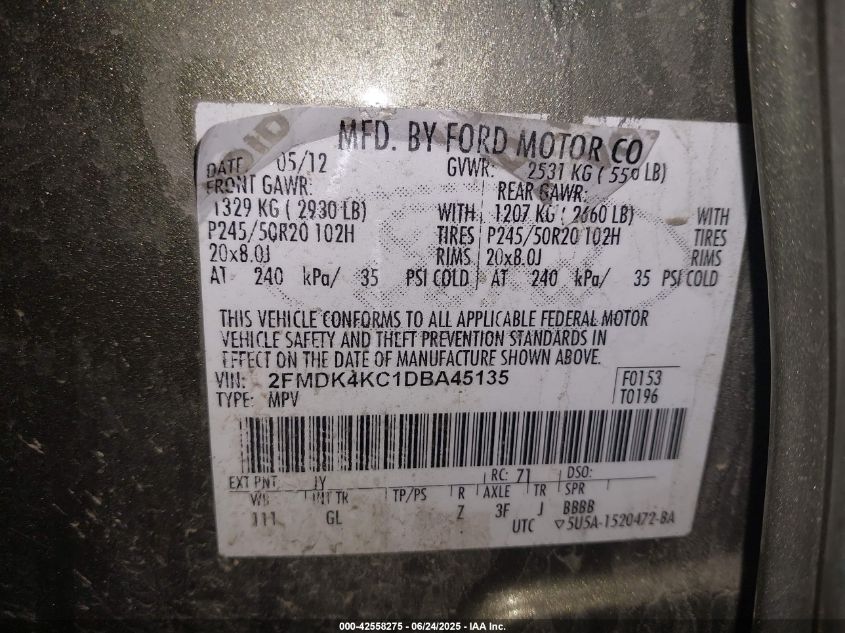 MFD. BY FORD MOTOR CO
DATE: 05/12 GVWR: 2531 KG ( 550 LB)
FRONT GAWR: REAR GAWR:
1329 KG ( 2930 LB) WITH 1207 KG ( 2660 LB) WITH
P245/50R20 102H TIRES P245/50R20 102H TIRES
20x8.0J RIMS 20x8.0J RIMS
AT 240 kPa/ 35 PSI COLD AT 240 kPa/ 35 PSI COLD
THIS VEHICLE CONFORMS TO ALL APPLICABLE FEDERAL MOTOR
VEHICLE SAFETY AND THEFT PREVENTION STANDARDS IN
EFFECT ON THE DATE OF MANUFACTURE SHOWN ABOVE.
VIN: 2FMDK4KC1DBA45135 F0153
TYPE: MPV T0196
EXT PNT JY RC: 71 DSO:
WB INT TR TP/PS R AXLE TR SPR
111 GL Z 3F J BBBB
UTC ▽5U5A-1520472-BA
000-42558275 - 06/24/2025 - IAA Inc.